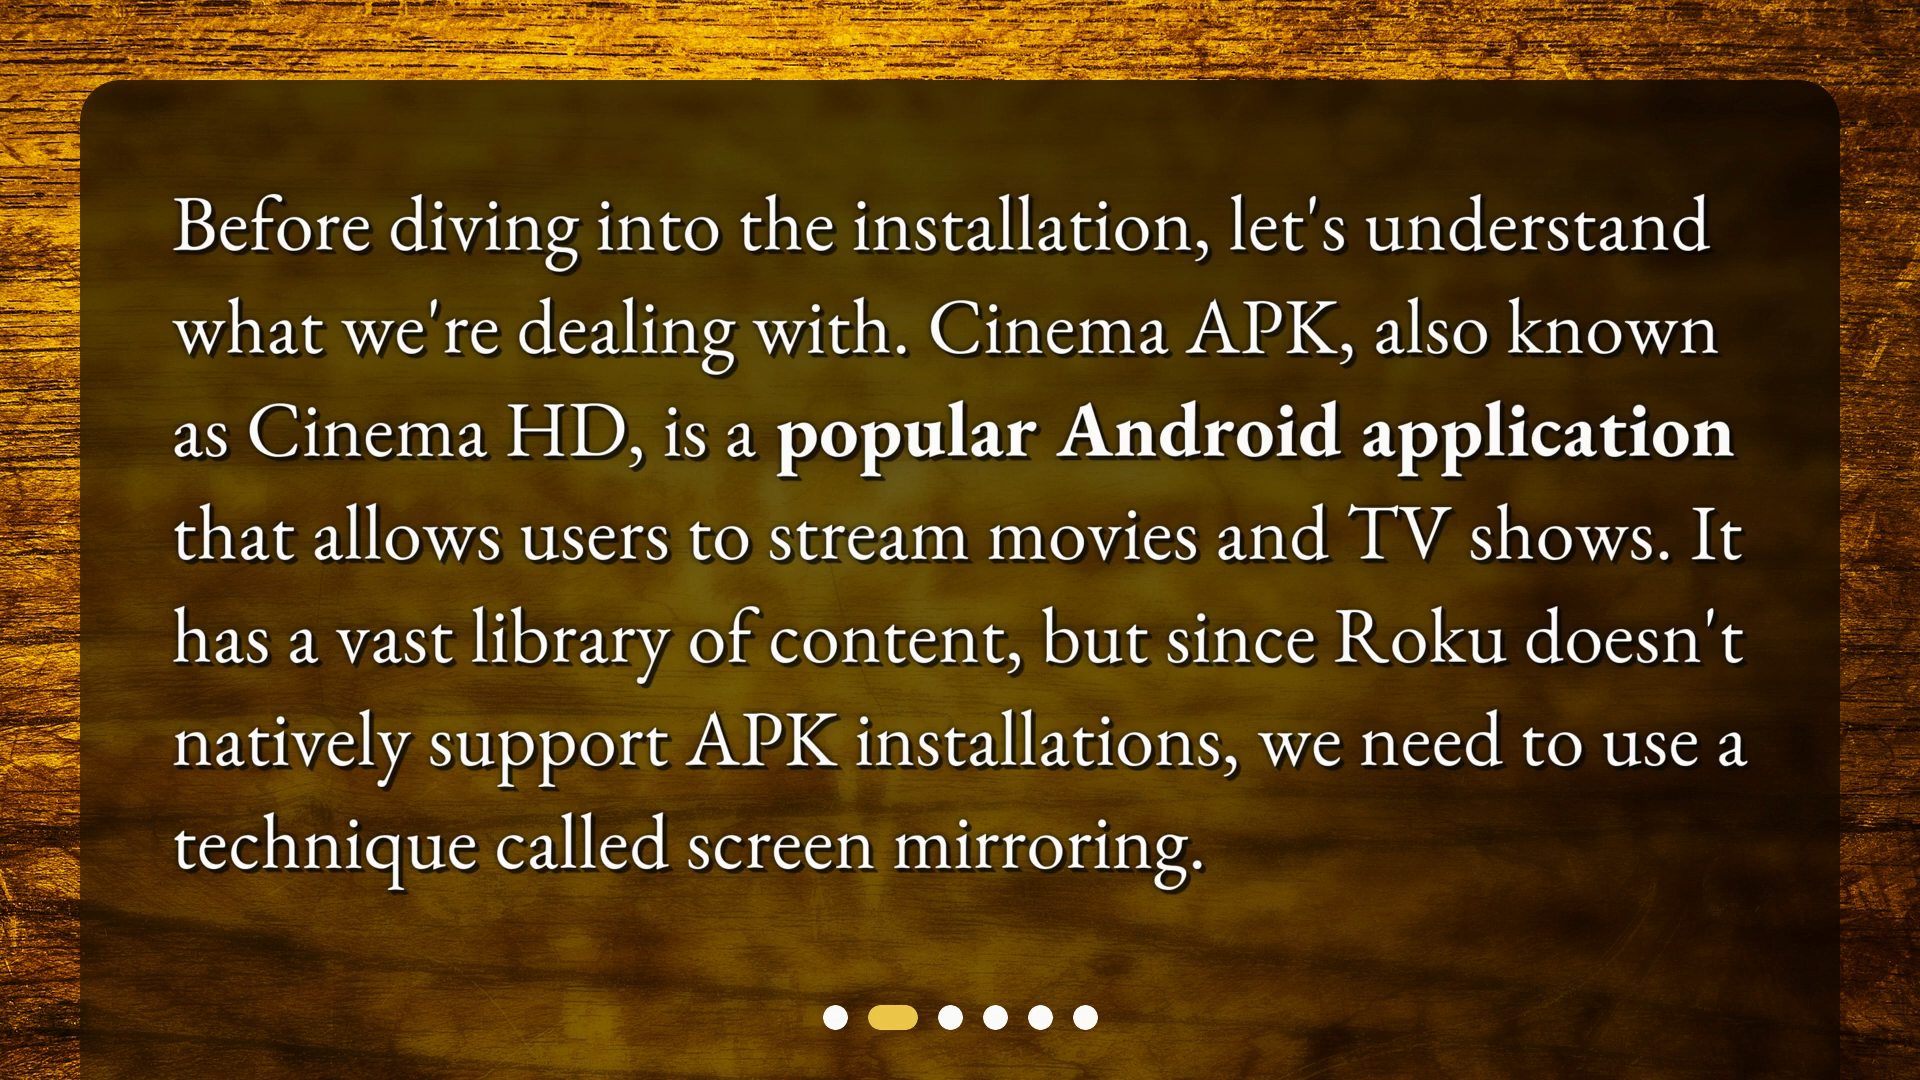 Before diving into the installation, let's understand
what we're dealing with. Cinema APK, also known
as Cinema HD, is a popular Android application
that allows users to stream movies and TV shows. It
has a vast library of content, but since Roku doesn't
natively support APK installations, we need to use a
technique called screen mirroring.